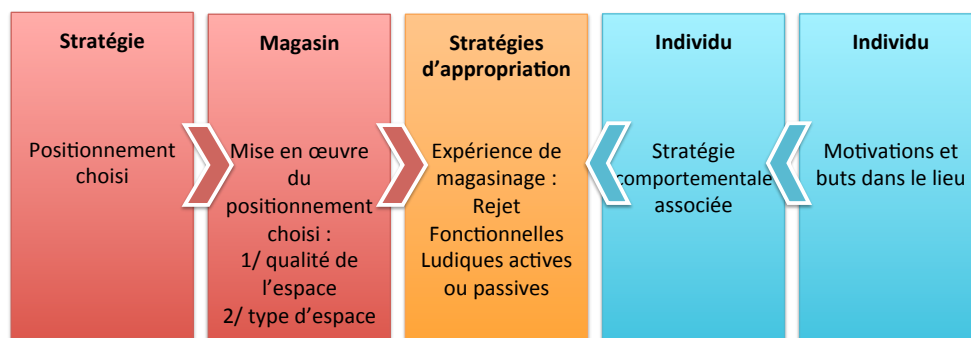 Stratégie
Positionnement
choisi
Magasin
Mise en œuvre
du
positionnement
choisi :
1/ qualité de
l’espace
2/ type d’espace
Stratégies
d’appropriation
Expérience de
magasinage :
Rejet
Fonctionnelles
Ludiques actives
ou passives
Individu
Stratégie
comportementale
associée
Individu
Motivations et
buts dans le lieu